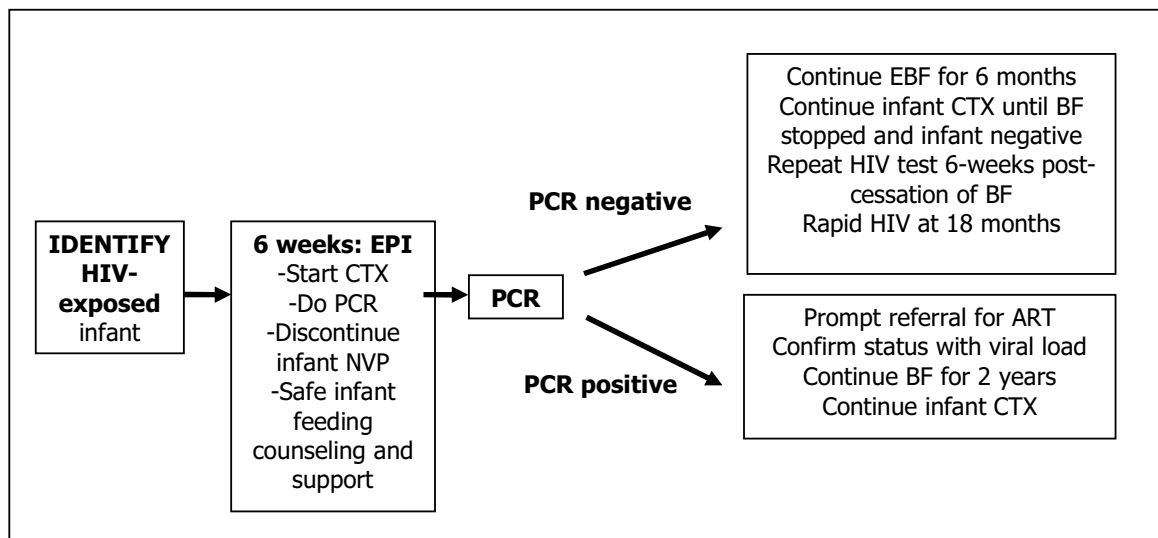 IDENTIFY
HIV-
exposed
infant
6 weeks: EPI
-Start CTX
-Do PCR
-Discontinue
infant NVP
-Safe infant
feeding
counseling and
support
PCR
PCR negative
Continue EBF for 6 months
Continue infant CTX until BF
stopped and infant negative
Repeat HIV test 6-weeks post-
cessation of BF
Rapid HIV at 18 months
PCR positive
Prompt referral for ART
Confirm status with viral load
Continue BF for 2 years
Continue infant CTX